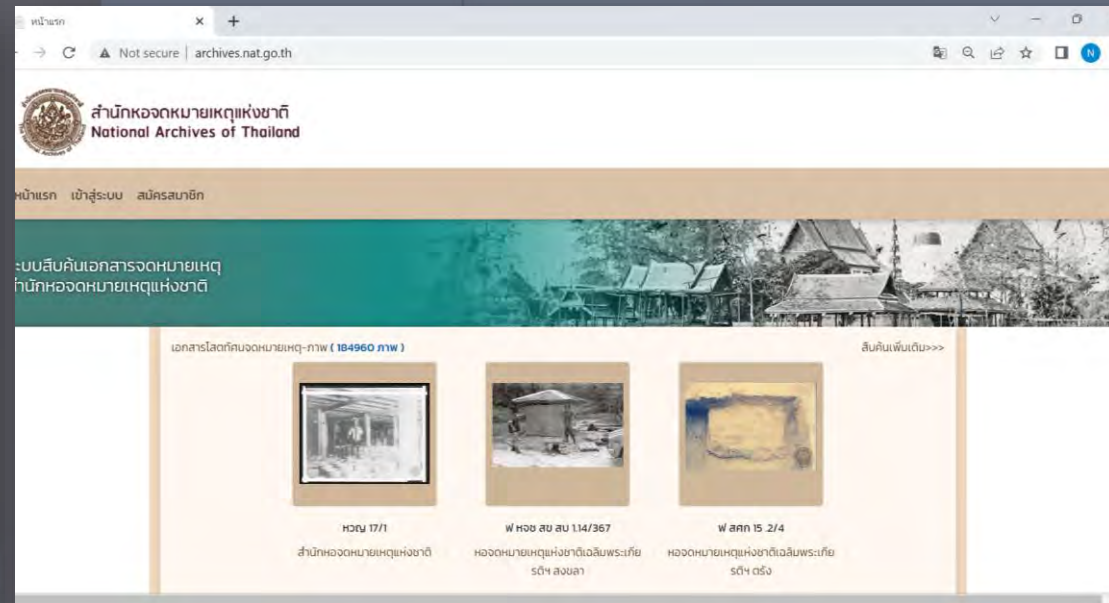 หน้าแรก
Not secure | archives.nat.go.th
N
สำนักหอจดหมายเหตุแห่งชาติ
National Archives of Thailand
หน้าแรก เข้าสู่ระบบ สมัครสมาชิก
ระบบสืบค้นเอกสารจดหมายเหตุ
สำนักหอจดหมายเหตุแห่งชาติ
เอกสารโสตทัศนจดหมายเหตุ-ภาพ ( 184960 ภาพ ) สืบค้นเพิ่มเติม>>>
หวญ 17/1 ฟ หจช สข สบ 1.14/367 ฟ สศก 15 .2/4
สำนักหอจดหมายเหตุแห่งชาติ หอจดหมายเหตุแห่งชาติเฉลิมพระเกีย หอจดหมายเหตุแห่งชาติเฉลิมพระเกีย
รติฯ สงขลา รติฯ ตรัง